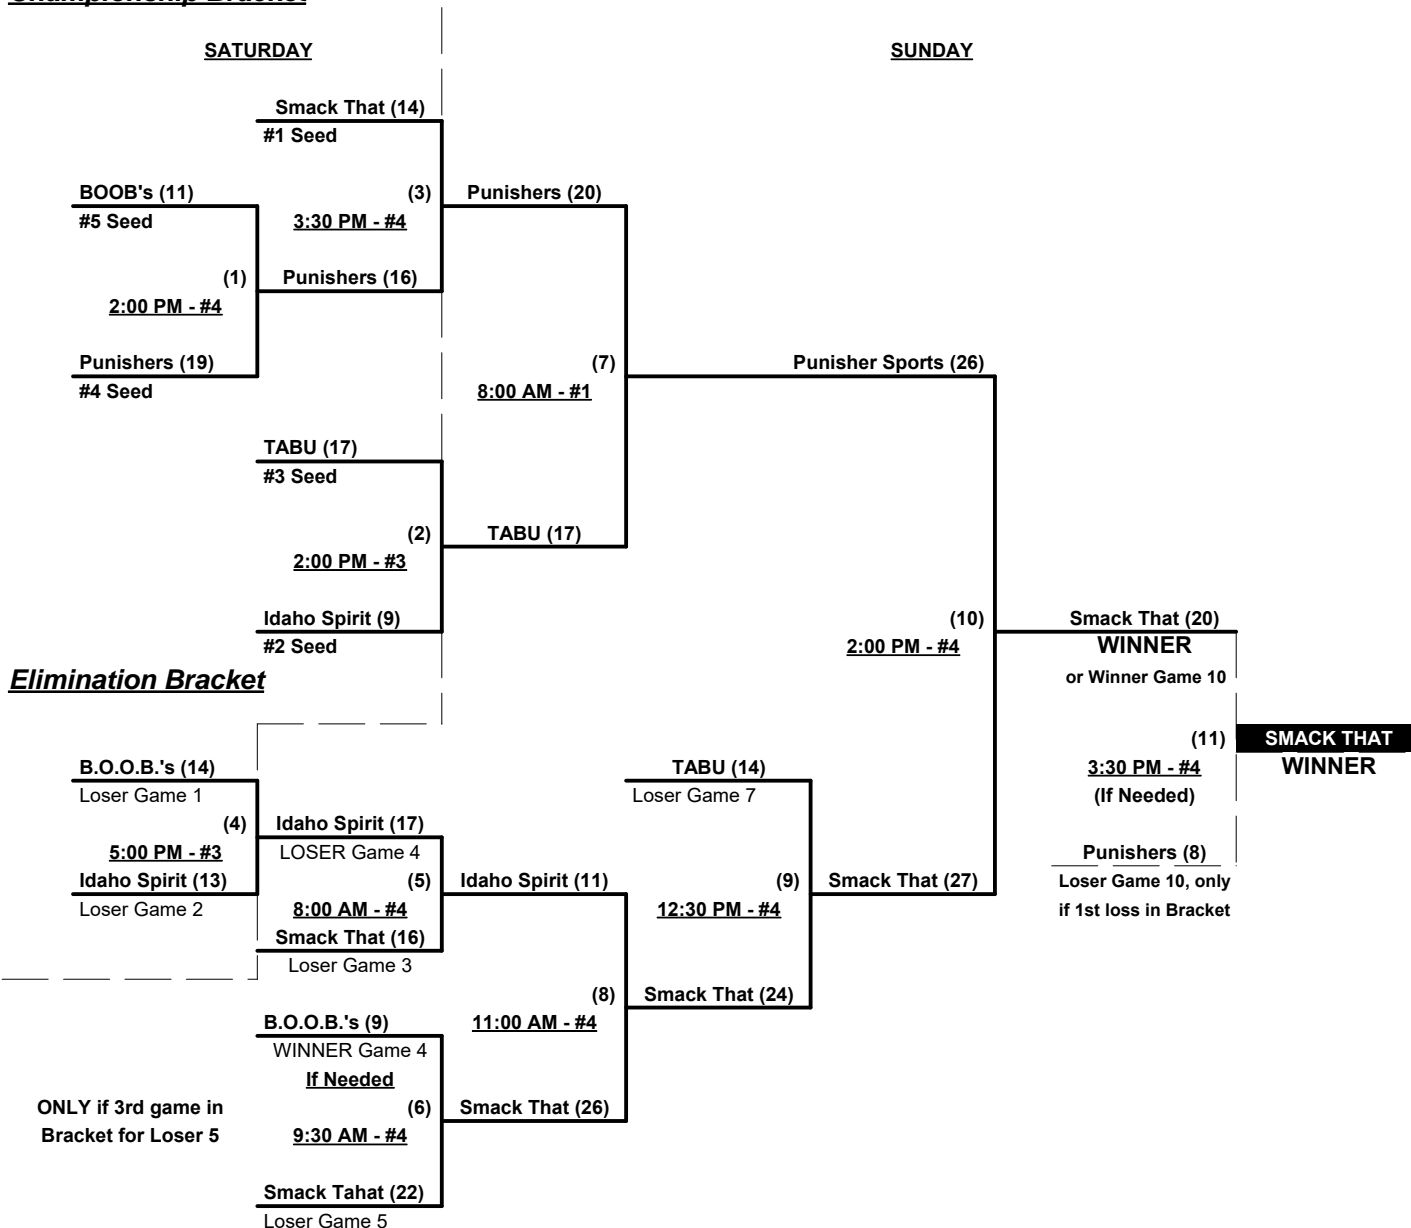 Championship Bracket
SATURDAY
SUNDAY
Smack That (14)
#1 Seed
BOOB's (11)
#5 Seed
(3)
3:30 PM - #4
Punishers (20)
(1)
2:00 PM - #4
Punishers (16)
Punishers (19)
#4 Seed
(7)
8:00 AM - #1
Punisher Sports (26)
TABU (17)
#3 Seed
(2)
2:00 PM - #3
TABU (17)
Idaho Spirit (9)
#2 Seed
(10)
2:00 PM - #4
Smack That (20)
WINNER
or Winner Game 10
Elimination Bracket
(11)
3:30 PM - #4
(If Needed)
SMACK THAT
WINNER
B.O.O.B.'s (14)
Loser Game 1
TABU (14)
Loser Game 7
(4)
5:00 PM - #3
Idaho Spirit (17)
LOSER Game 4
Punishers (8)
Loser Game 10, only
if 1st loss in Bracket
Idaho Spirit (13)
Loser Game 2
(5)
8:00 AM - #4
Idaho Spirit (11)
(9)
12:30 PM - #4
Smack That (27)
Smack That (16)
Loser Game 3
(8)
11:00 AM - #4
Smack That (24)
B.O.O.B.'s (9)
WINNER Game 4
If Needed
ONLY if 3rd game in
Bracket for Loser 5
(6)
9:30 AM - #4
Smack That (26)
Smack Tahat (22)
Loser Game 5